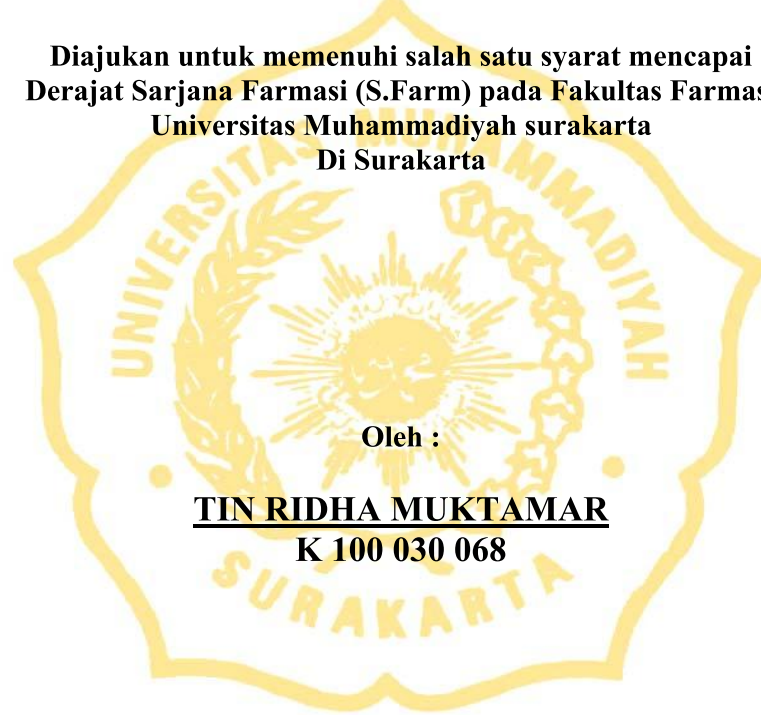 Diajukan untuk memenuhi salah satu syarat mencapai
Derajat Sarjana Farmasi (S.Farm) pada Fakultas Farmas
Universitas Muhammadiyah surakarta
Di Surakarta
UNIVERSITAS MUHAMMADIYAH
Oleh :
TIN RIDHA MUKTAMAR
K 100 030 068
SURAKARTA